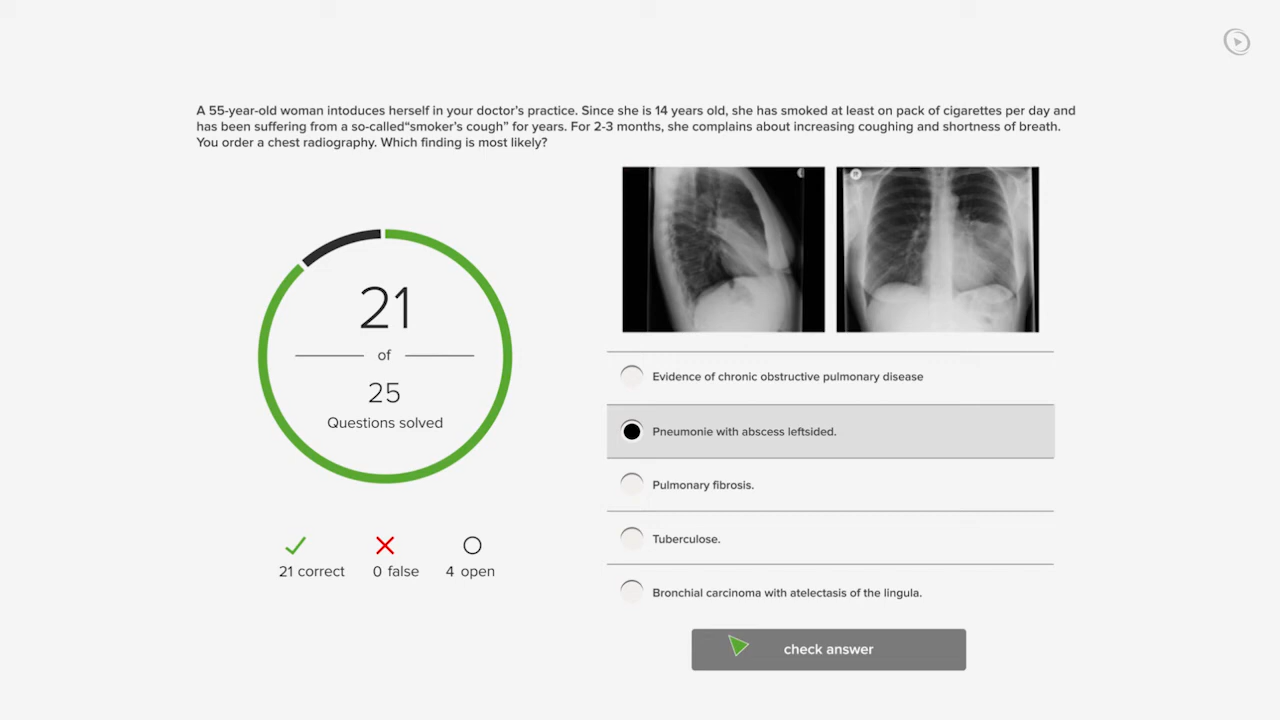 A 55-year-old woman intoduces herself in your doctor's practice. Since she is 14 years old, she has smoked at least on pack of cigarettes per day and
has been suffering from a so-called“smoker's cough” for years. For 2-3 months, she complains about increasing coughing and shortness of breath.
You order a chest radiography. Which finding is most likely?
21
of
25
Questions solved
21 correct
0 false
4 open
Evidence of chronic obstructive pulmonary disease
Pneumonie with abscess leftsided.
Pulmonary fibrosis.
Tuberculose.
Bronchial carcinoma with atelectasis of the lingula.
check answer